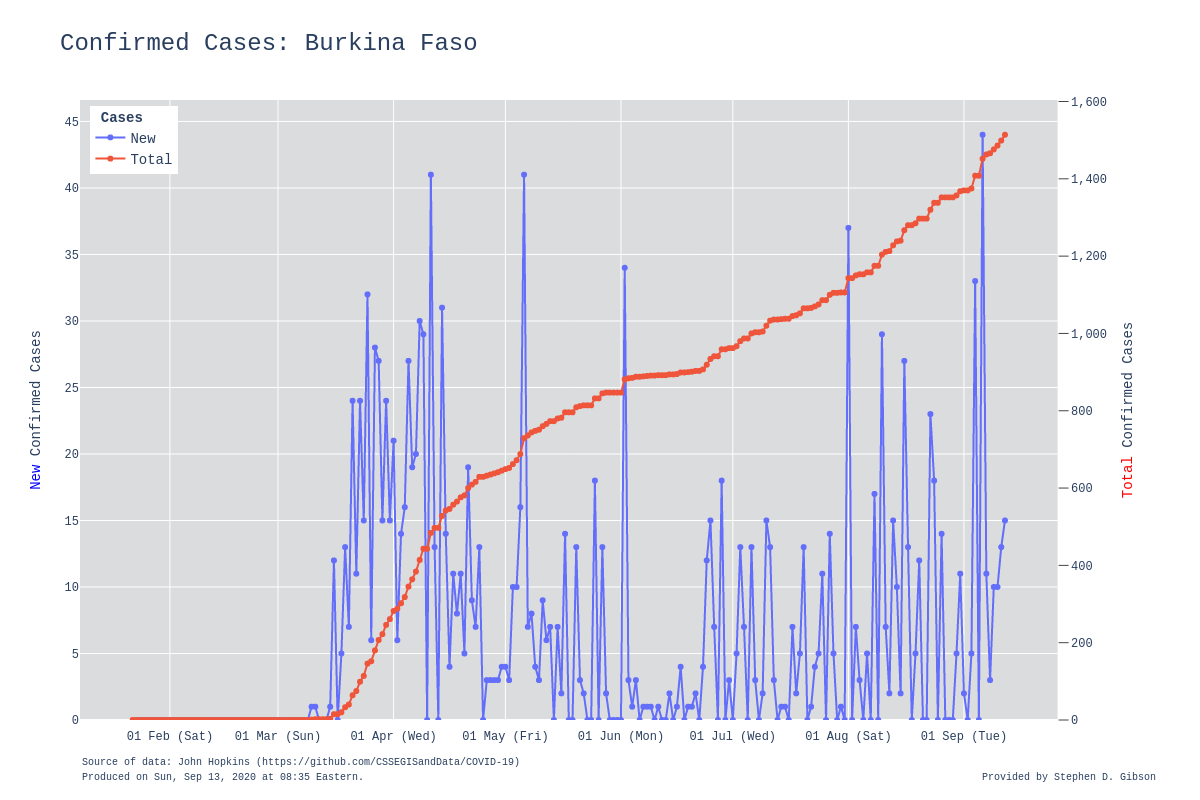 Confirmed Cases: Burkina Faso
Cases
New
Total
45
40
35
30
25
20
15
10
5
0
New Confirmed Cases
1,600
1,400
1,200
1,000
800
600
400
200
0
Total Confirmed Cases
01 Feb (Sat) 01 Mar (Sun) 01 Apr (Wed) 01 May (Fri) 01 Jun (Mon) 01 Jul (Wed) 01 Aug (Sat) 01 Sep (Tue)
Source of data: John Hopkins (https://github.com/CSSEGISandData/COVID-19)
Produced on Sun, Sep 13, 2020 at 08:35 Eastern.
Provided by Stephen D. Gibson